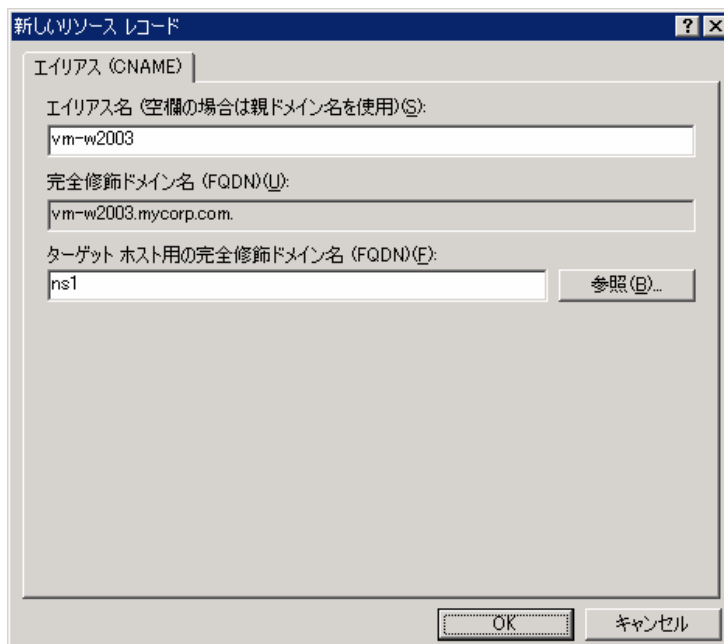 新しいリソース レコード
エイリアス (CNAME)
エイリアス名 (空欄の場合は親ドメイン名を使用)(S):
vm-w2003
完全修飾ドメイン名 (FQDN)(U):
vm-w2003.mycorp.com.
ターゲット ホスト用の完全修飾ドメイン名 (FQDN)(F):
ns1
参照(B)...
OK
キャンセル